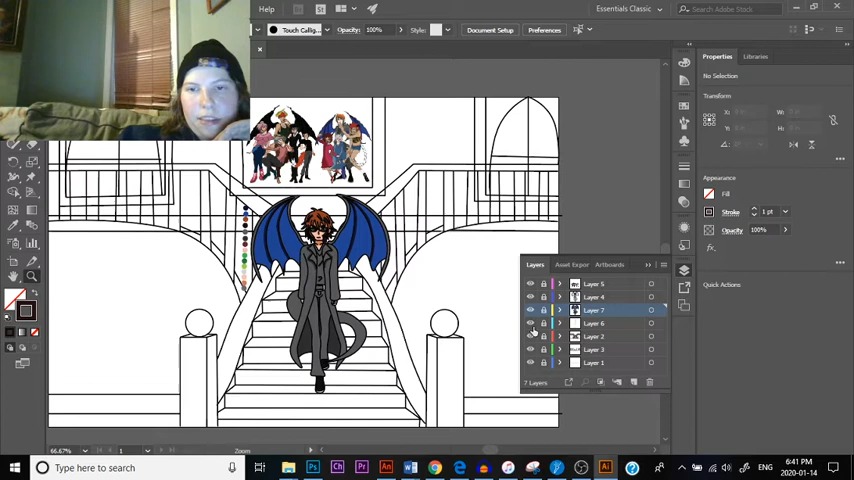 Help
Essentials Classic
Search Adobe Stock
Touch Callig...
Opacity: 100%
Style:
Document Setup
Preferences
Properties
Libraries
No Selection
Transform
X:
W:
Y:
H:
Appearance
Fill
Stroke
1 pt
Opacity
100%
fx.
Quick Actions
Layers
Asset Expor
Artboards
Layer 5
Layer 4
Layer 7
Layer 6
Layer 2
Layer 3
Layer 1
7 Layers
66.67%
1
Zoom
Type here to search
ENG
6:41 PM
2020-01-14